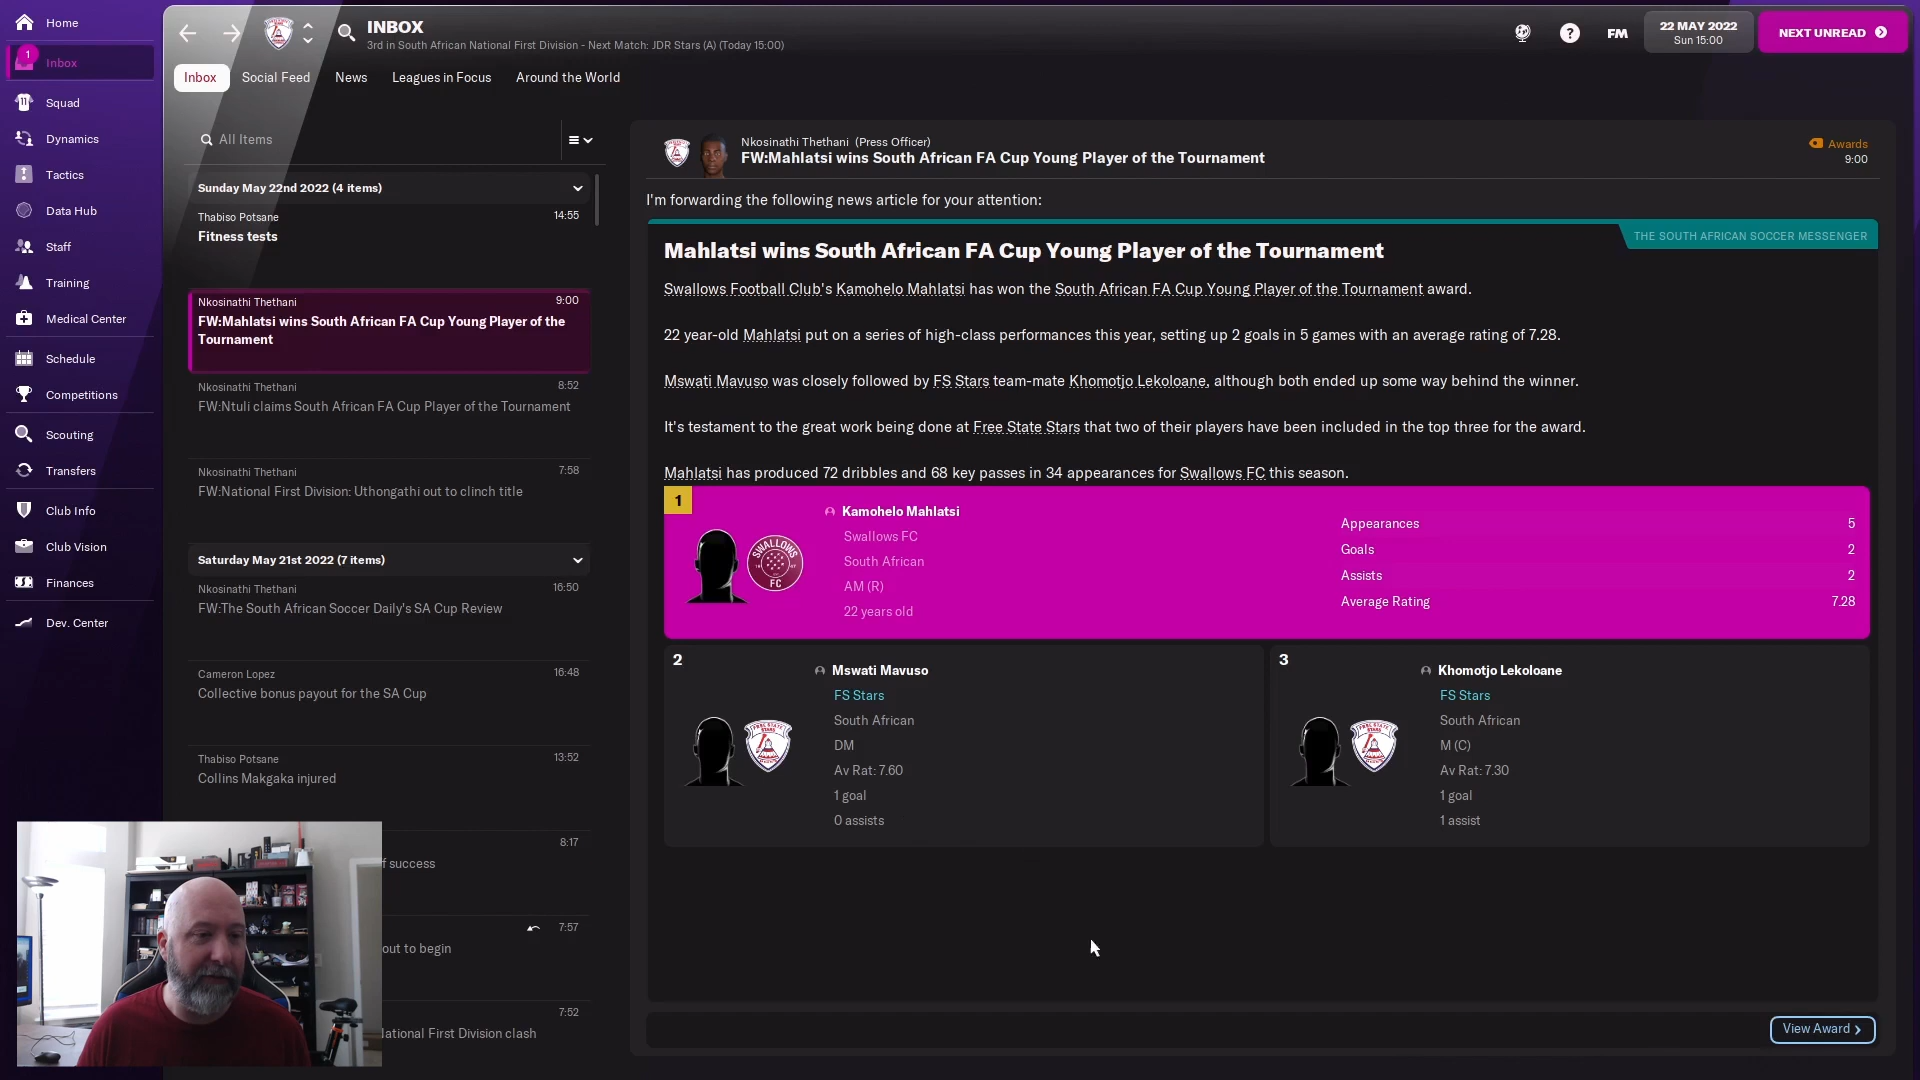 Home
1
Inbox
Squad
Dynamics
Tactics
Data Hub
Staff
Training
Medical Center
Schedule
Competitions
Scouting
Transfers
Club Info
Club Vision
Finances
Dev. Center
INBOX
3rd in South African National First Division - Next Match: JDR Stars (A) (Today 15:00)
? FM
22 MAY 2022
Sun 15:00
NEXT UNREAD
Inbox Social Feed News Leagues in Focus Around the World
All Items
Sunday May 22nd 2022 (4 items)
Thabiso Potsane 14:55
Fitness tests
Nkosinathi Thethani 9:00
FW:Mahlatsi wins South African FA Cup Young Player of the
Tournament
Nkosinathi Thethani 8:52
FW:Ntuli claims South African FA Cup Player of the Tournament
Nkosinathi Thethani 7:58
FW:National First Division: Uthongathi out to clinch title
Saturday May 21st 2022 (7 items)
Nkosinathi Thethani 16:50
FW:The South African Soccer Daily's SA Cup Review
Cameron Lopez 16:48
Collective bonus payout for the SA Cup
Thabiso Potsane 13:52
Collins Makgaka injured
8:17
f success
7:57
out to begin
7:52
National First Division clash
Nkosinathi Thethani (Press Officer)
FW:Mahlatsi wins South African FA Cup Young Player of the Tournament
Awards
9:00
I'm forwarding the following news article for your attention:
THE SOUTH AFRICAN SOCCER MESSENGER
Mahlatsi wins South African FA Cup Young Player of the Tournament
Swallows Football Club's Kamohelo Mahlatsi has won the South African FA Cup Young Player of the Tournament award.
22 year-old Mahlatsi put on a series of high-class performances this year, setting up 2 goals in 5 games with an average rating of 7.28.
Mswati Mavuso was closely followed by FS Stars team-mate Khomotjo Lekoloane, although both ended up some way behind the winner.
It's testament to the great work being done at Free State Stars that two of their players have been included in the top three for the award.
Mahlatsi has produced 72 dribbles and 68 key passes in 34 appearances for Swallows FC this season.
1
SWALLOWS
FC
Kamohelo Mahlatsi
Swallows FC
South African
AM (R)
22 years old
Appearances 5
Goals 2
Assists 2
Average Rating 7.28
2
Mswati Mavuso
FS Stars
South African
DM
Av Rat: 7.60
1 goal
0 assists
3
Khomotjo Lekoloane
FS Stars
South African
M (C)
Av Rat: 7.30
1 goal
1 assist
View Award